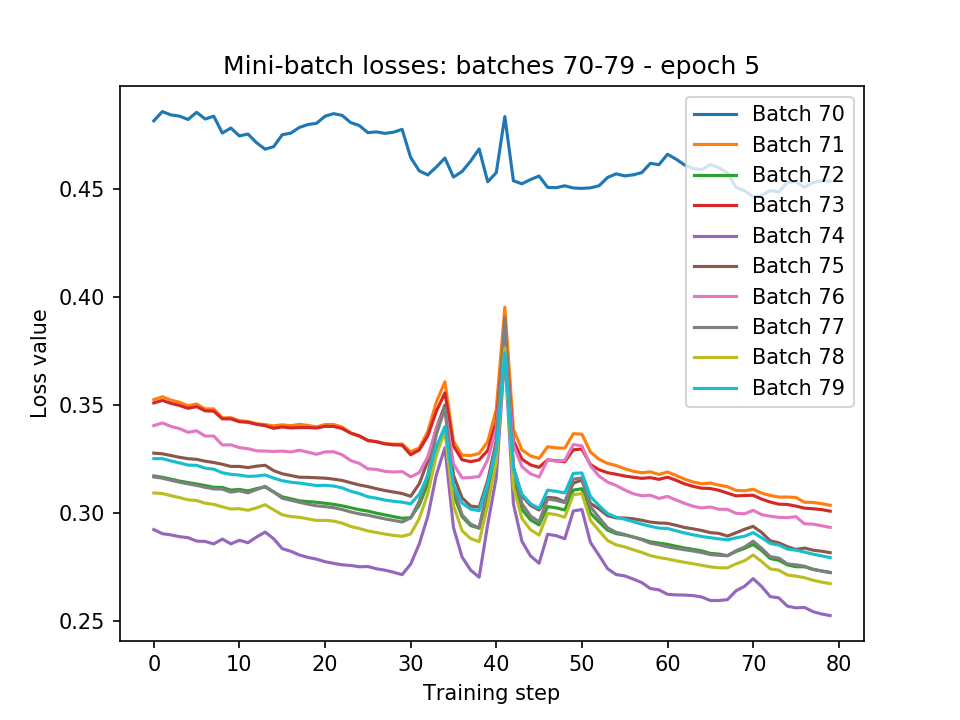 Mini-batch losses: batches 70-79 - epoch 5
Batch 70
Batch 71
Batch 72
Batch 73
Batch 74
Batch 75
Batch 76
Batch 77
Batch 78
Batch 79
Loss value
0.45
0.40
0.35
0.30
0.25
0 10 20 30 40 50 60 70 80
Training step